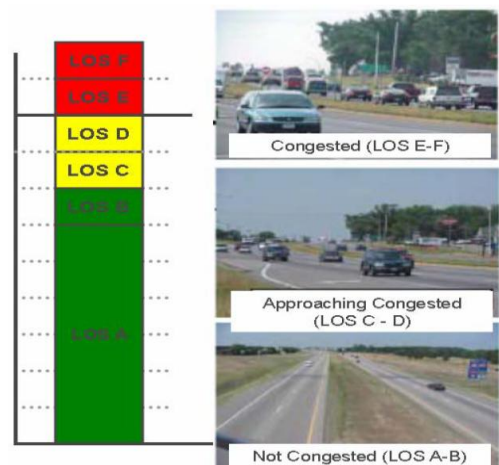 LOS F
LOS E
LOS D
LOS C
LOS B
LOS A
Congested (LOS E-F)
Approaching Congested
(LOS C - D)
Not Congested (LOS A-B)